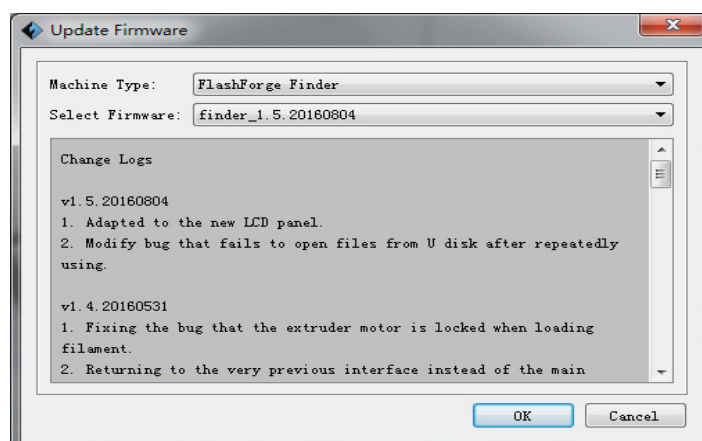 Update Firmware
Machine Type: FlashForge Finder
Select Firmware: finder_1.5.20160804
Change Logs
v1.5.20160804
1. Adapted to the new LCD panel.
2. Modify bug that fails to open files from U disk after repeatedly
using.
v1.4.20160531
1. Fixing the bug that the extruder motor is locked when loading
filament.
2. Returning to the very previous interface instead of the main
OK Cancel